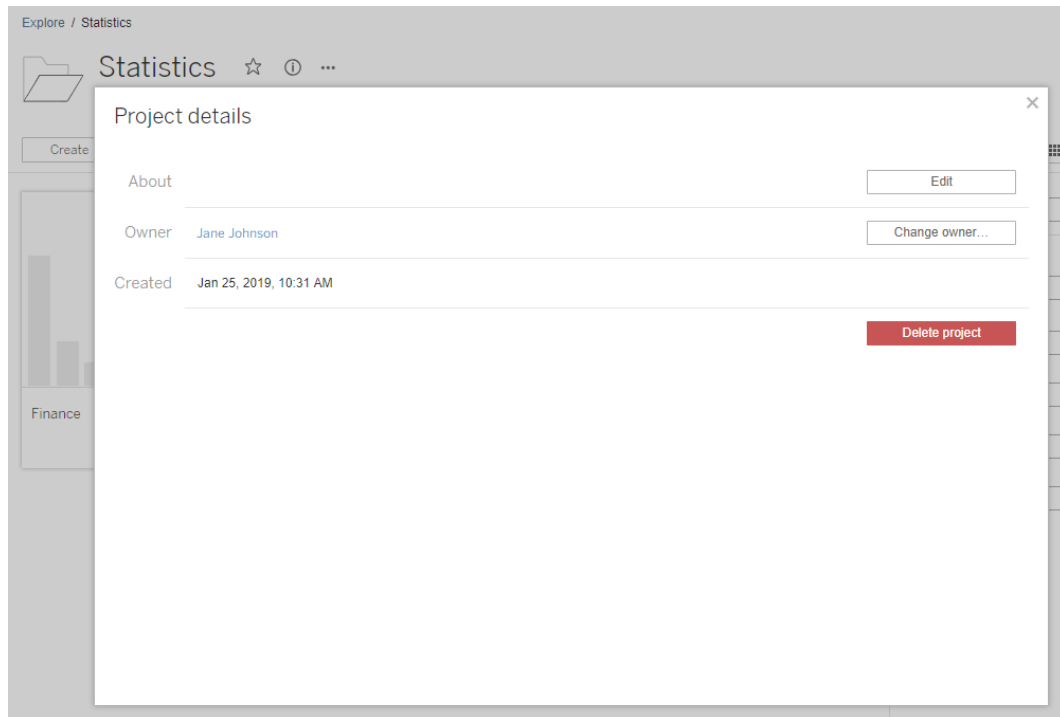 Explore / Statistics
Statistics
Project details
Create
About
Edit
Owner Jane Johnson Change owner...
Created Jan 25, 2019, 10:31 AM
Delete project
Finance